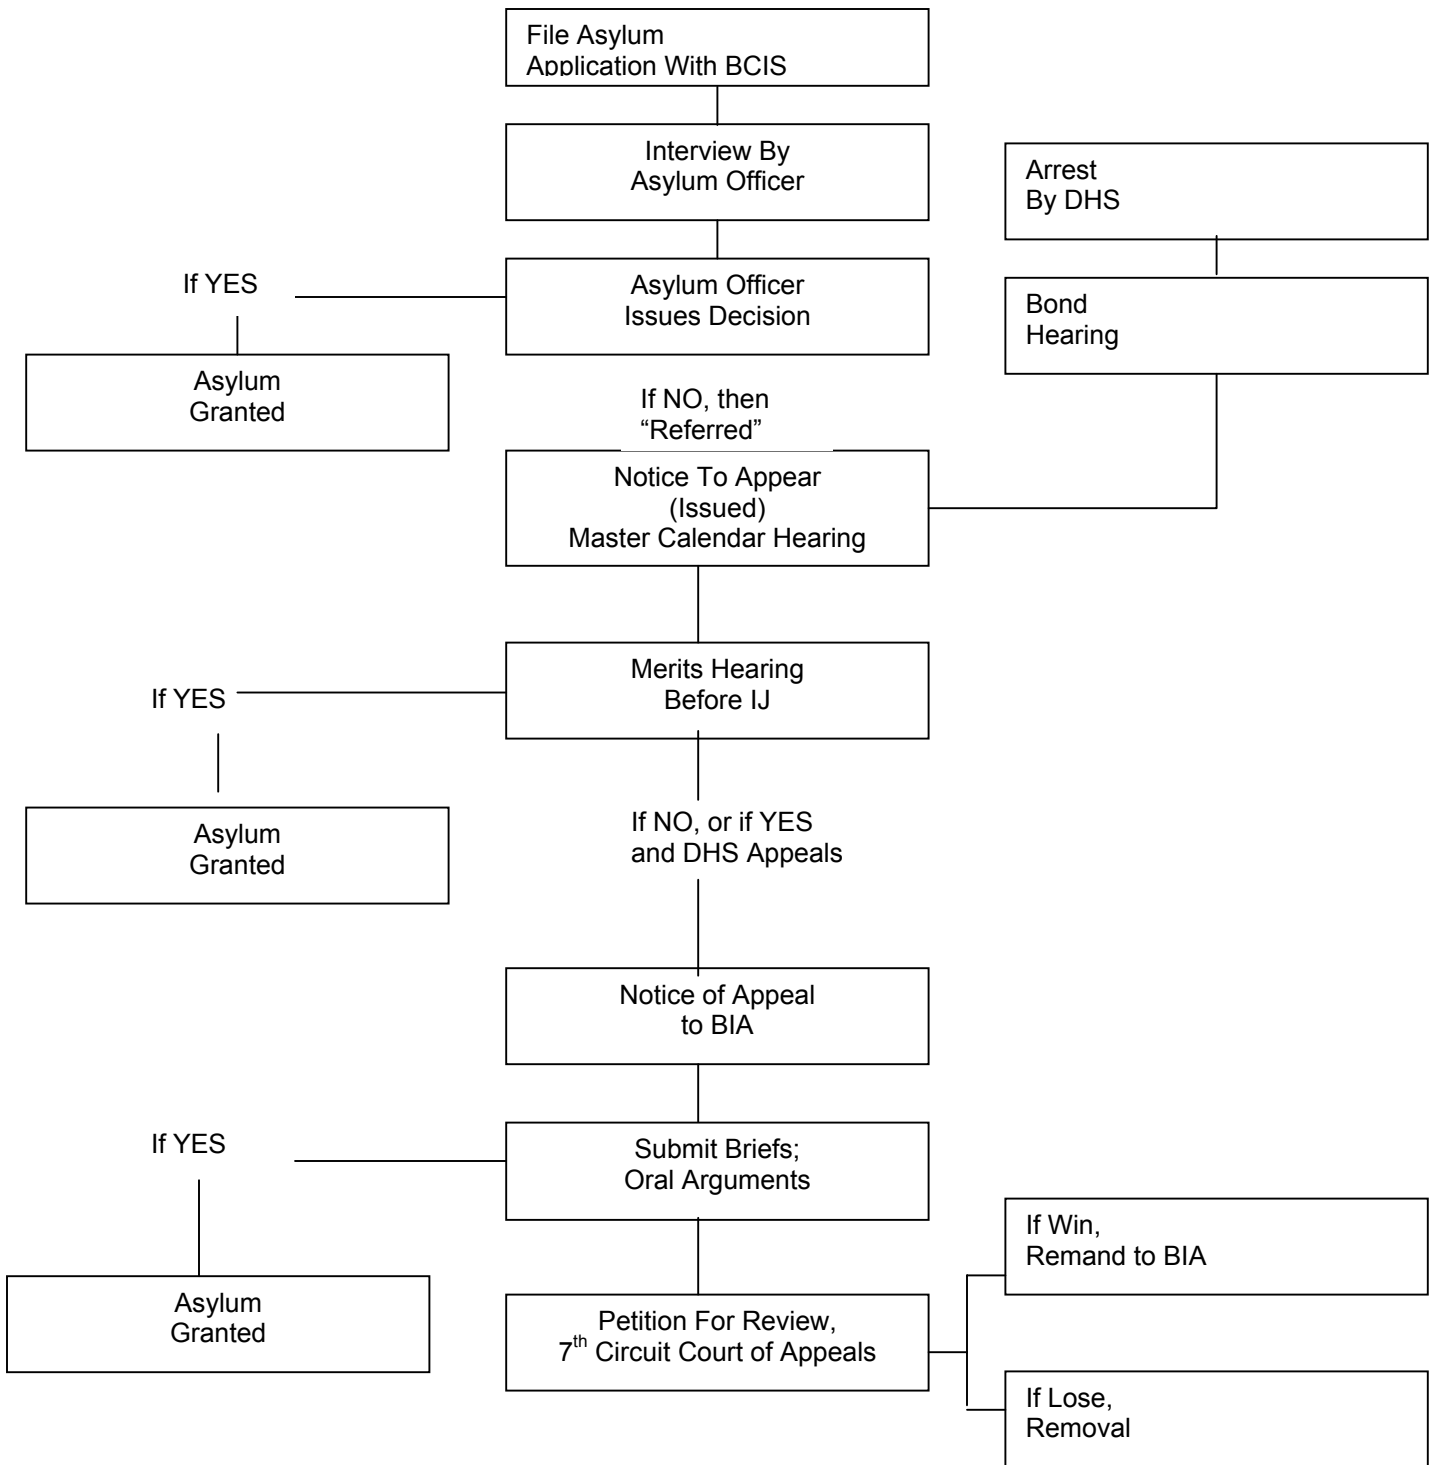 File Asylum
Application With BCIS
Interview By
Asylum Officer
Arrest
By DHS
If YES
Asylum Officer
Issues Decision
Bond
Hearing
Asylum
Granted
If NO, then
“Referred”
Notice To Appear
(Issued)
Master Calendar Hearing
Merits Hearing
Before IJ
If YES
Asylum
Granted
If NO, or if YES
and DHS Appeals
Notice of Appeal
to BIA
If YES
Submit Briefs;
Oral Arguments
If Win,
Remand to BIA
Asylum
Granted
Petition For Review,
7th Circuit Court of Appeals
If Lose,
Removal